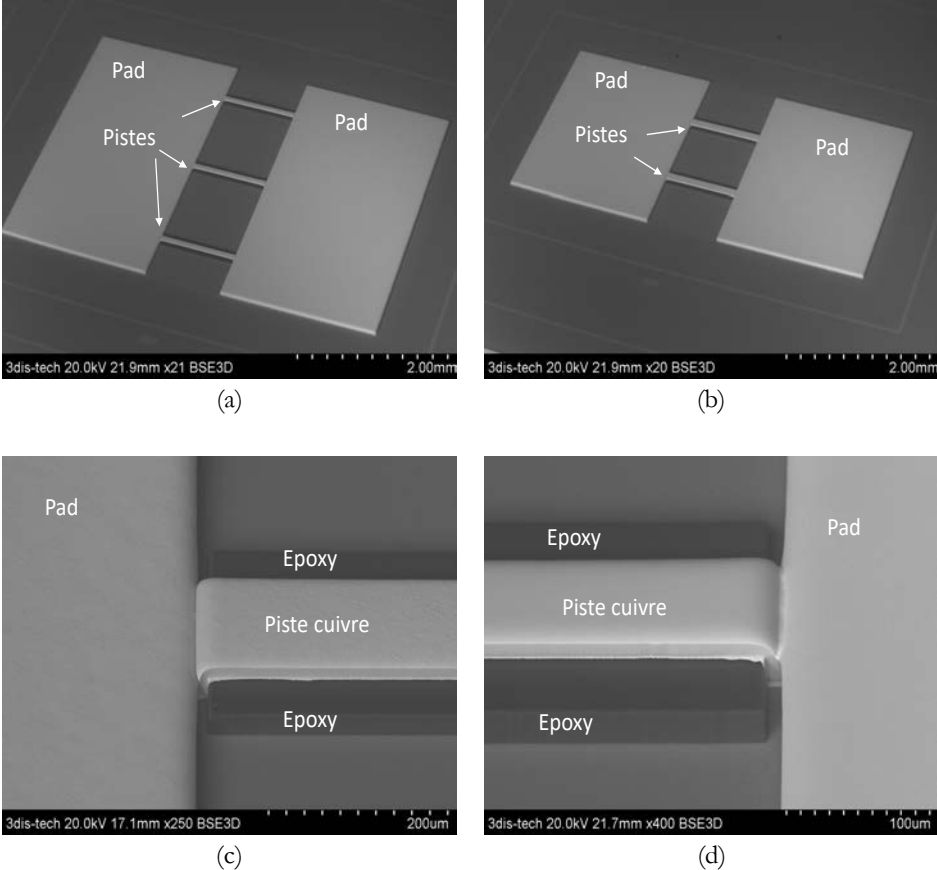 Pad
Pad
Pistes
3dis-tech 20.0kV 21.9mm x21 BSE3D 2.00mm
(a)
Pad
Pistes
Pad
3dis-tech 20.0kV 21.9mm x20 BSE3D 2.00mm
(b)
Pad
Epoxy
Piste cuivre
Epoxy
3dis-tech 20.0kV 17.1mm x250 BSE3D 200um
(c)
Pad
Epoxy
Piste cuivre
Epoxy
3dis-tech 20.0kV 21.7mm x400 BSE3D 100um
(d)